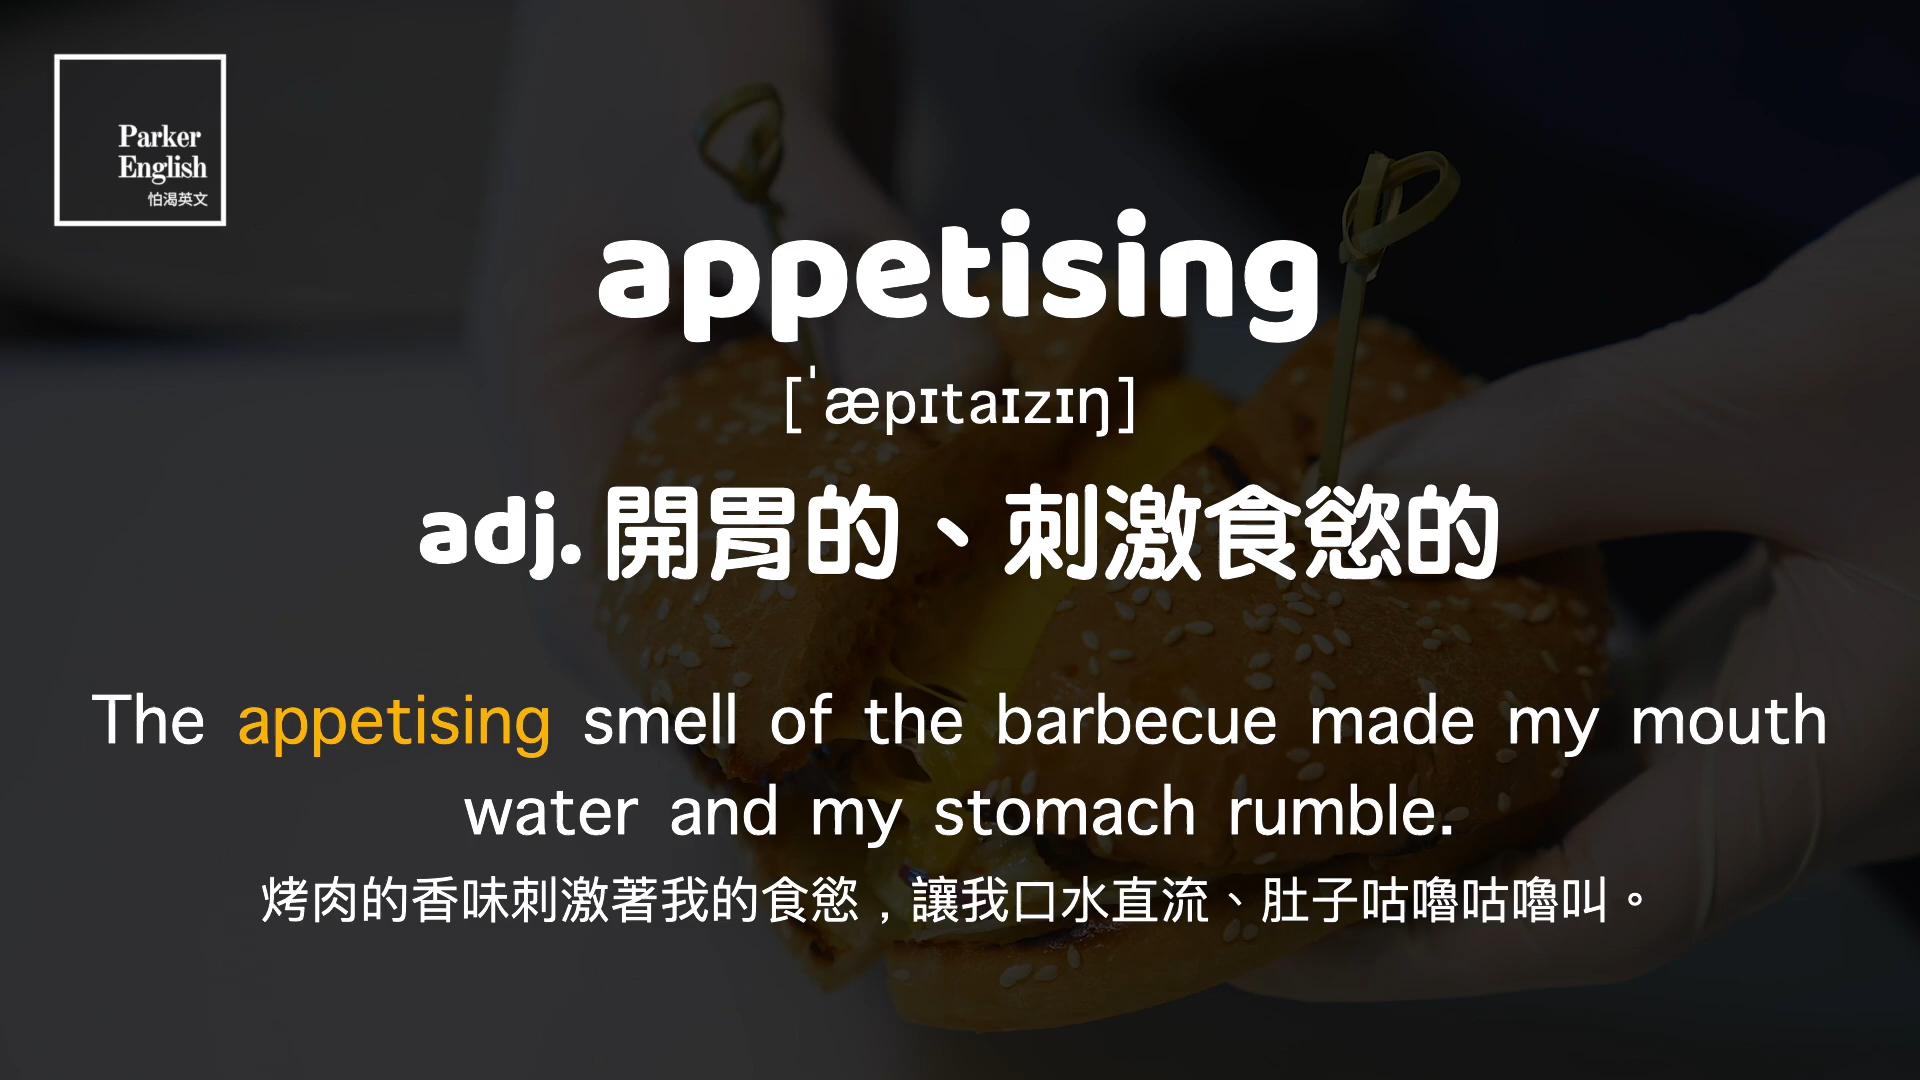 Parker
English
怕渴英文
appetising
[ˈæpɪtaɪzɪŋ]
adj. 開胃的、刺激食慾的
The appetising smell of the barbecue made my mouth
water and my stomach rumble.
烤肉的香味刺激著我的食慾，讓我口水直流、肚子咕嚕咕嚕叫。